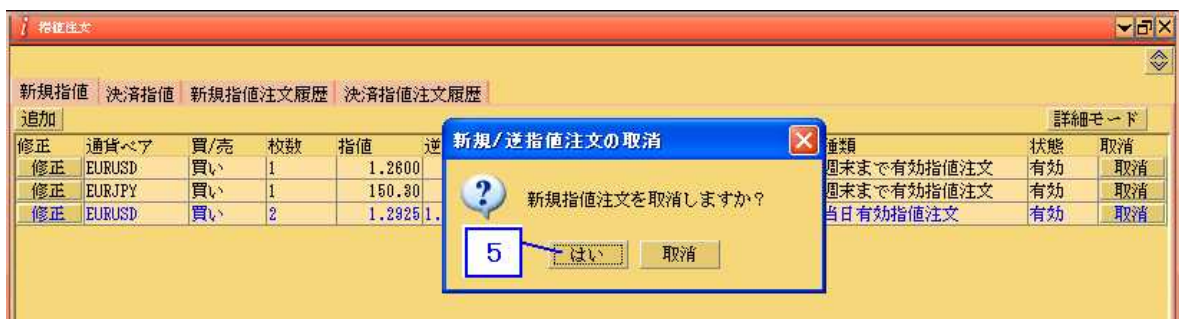 指値注文
新規指値 決済指値 新規指値注文履歴 決済指値注文履歴
追加 詳細モード
修正 通貨ペア 買/売 枚数 指値 逆 種類 状態 取消
修正 EURUSD 買い 1 1.2600 週末まで有効指値注文 有効 取消
修正 EURJPY 買い 1 150.30 週末まで有効指値注文 有効 取消
修正 EURUSD 買い 2 1.2925 1. 当日有効指値注文 有効 取消
新規/逆指値注文の取消
新規指値注文を取消しますか?
5 はい 取消